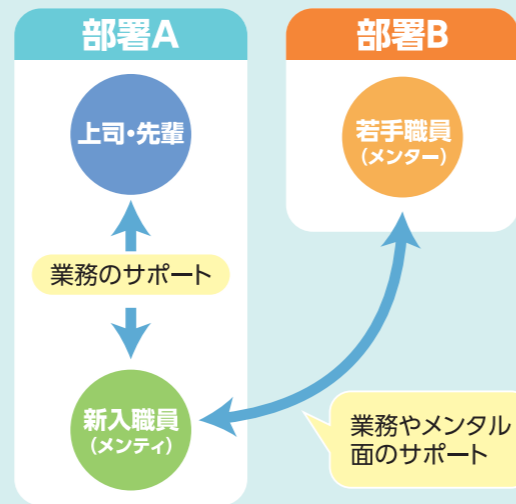 部署A
上司・先輩
業務のサポート
新入職員
(メンティ)
部署B
若手職員
(メンター)
業務やメンタル
面のサポート